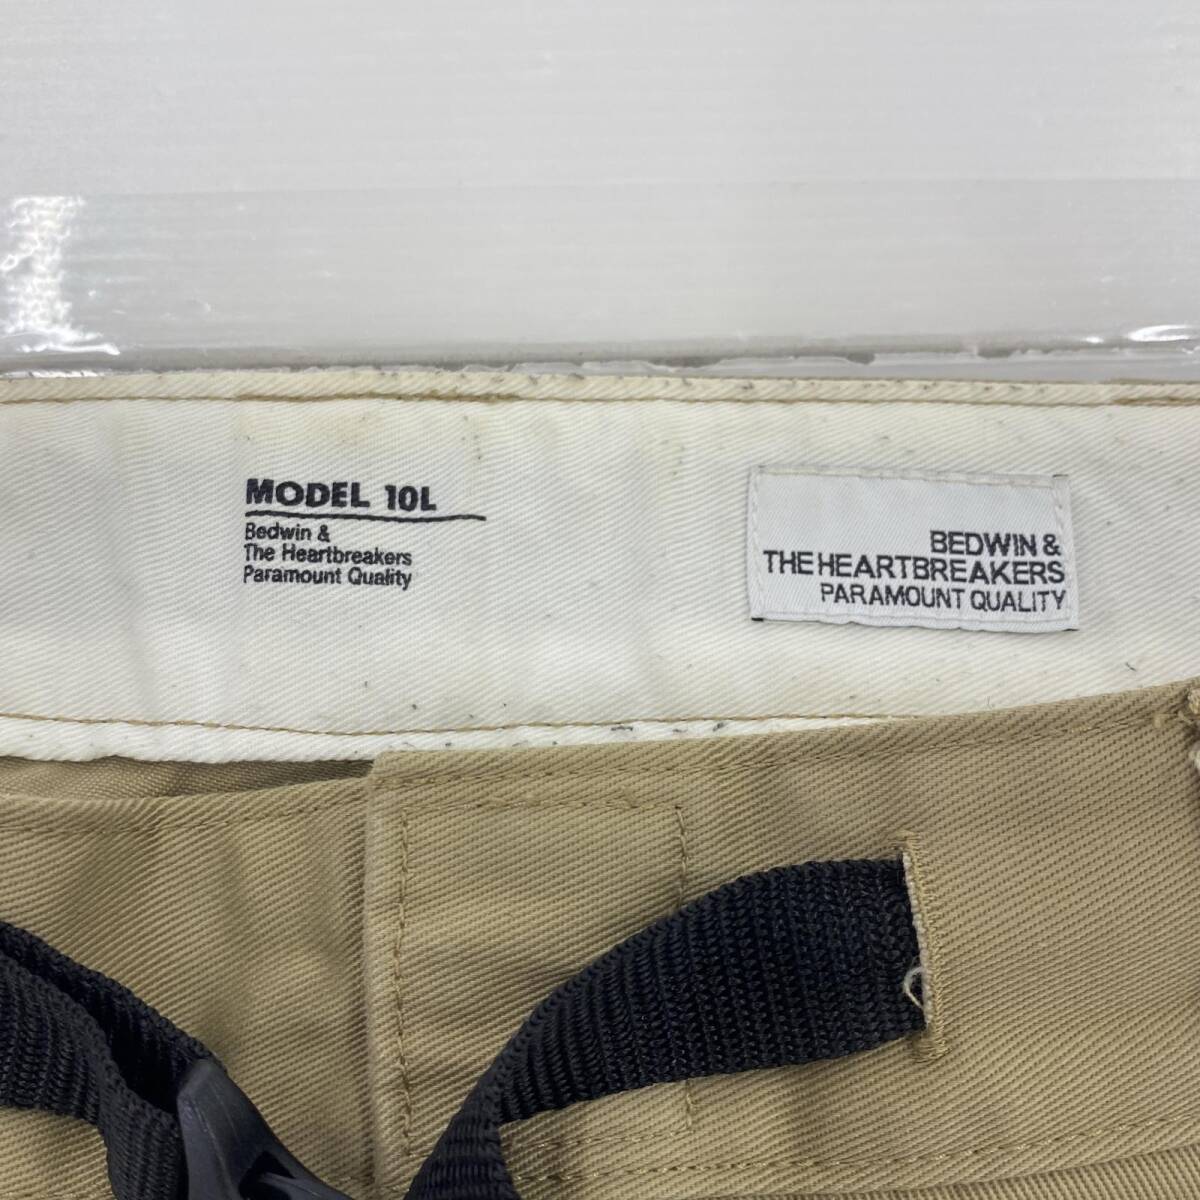 MODEL 10L
Bedwin &
The Heartbreakers
Paramount Quality
BEDWIN &
THE HEARTBREAKERS
PARAMOUNT QUALITY